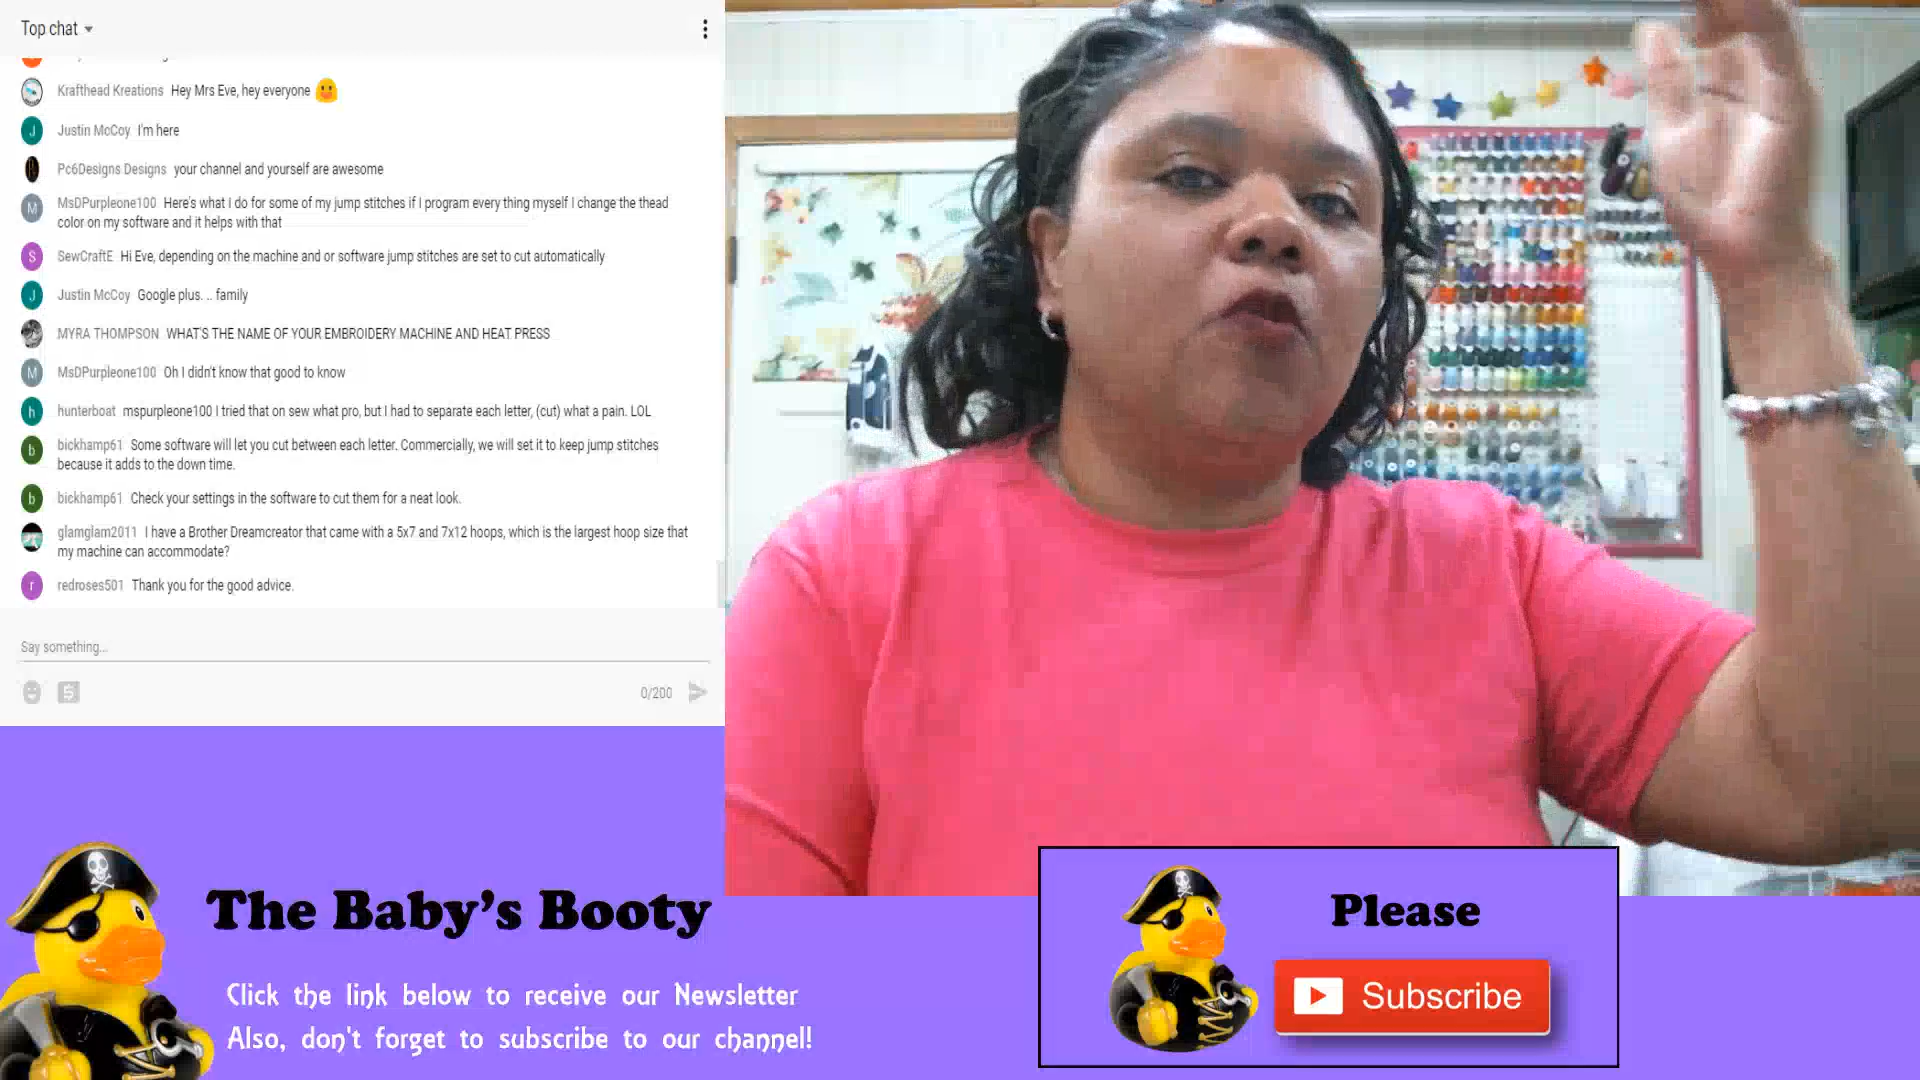 Top chat
Krafthead Kreations Hey Mrs Eve, hey everyone
J Justin McCoy I'm here
Pc6Designs Designs your channel and yourself are awesome
M MsDPurpleone100 Here's what I do for some of my jump stitches if I program every thing myself I change the thead
color on my software and it helps with that
S SewCraftE Hi Eve, depending on the machine and or software jump stitches are set to cut automatically
J Justin McCoy Google plus. .. family
MYRA THOMPSON WHAT'S THE NAME OF YOUR EMBROIDERY MACHINE AND HEAT PRESS
M MsDPurpleone100 Oh I didn't know that good to know
h hunterboat mspurpleone100 I tried that on sew what pro, but I had to separate each letter, (cut) what a pain. LOL
b bickhamp61 Some software will let you cut between each letter. Commercially, we will set it to keep jump stitches
because it adds to the down time.
b bickhamp61 Check your settings in the software to cut them for a neat look.
glamglam2011 I have a Brother Dreamcreator that came with a 5x7 and 7x12 hoops, which is the largest hoop size that
my machine can accommodate?
r redroses501 Thank you for the good advice.
Say something...
0/200
The Baby's Booty
Click the link below to receive our Newsletter
Also, don't forget to subscribe to our channel!
Please
Subscribe